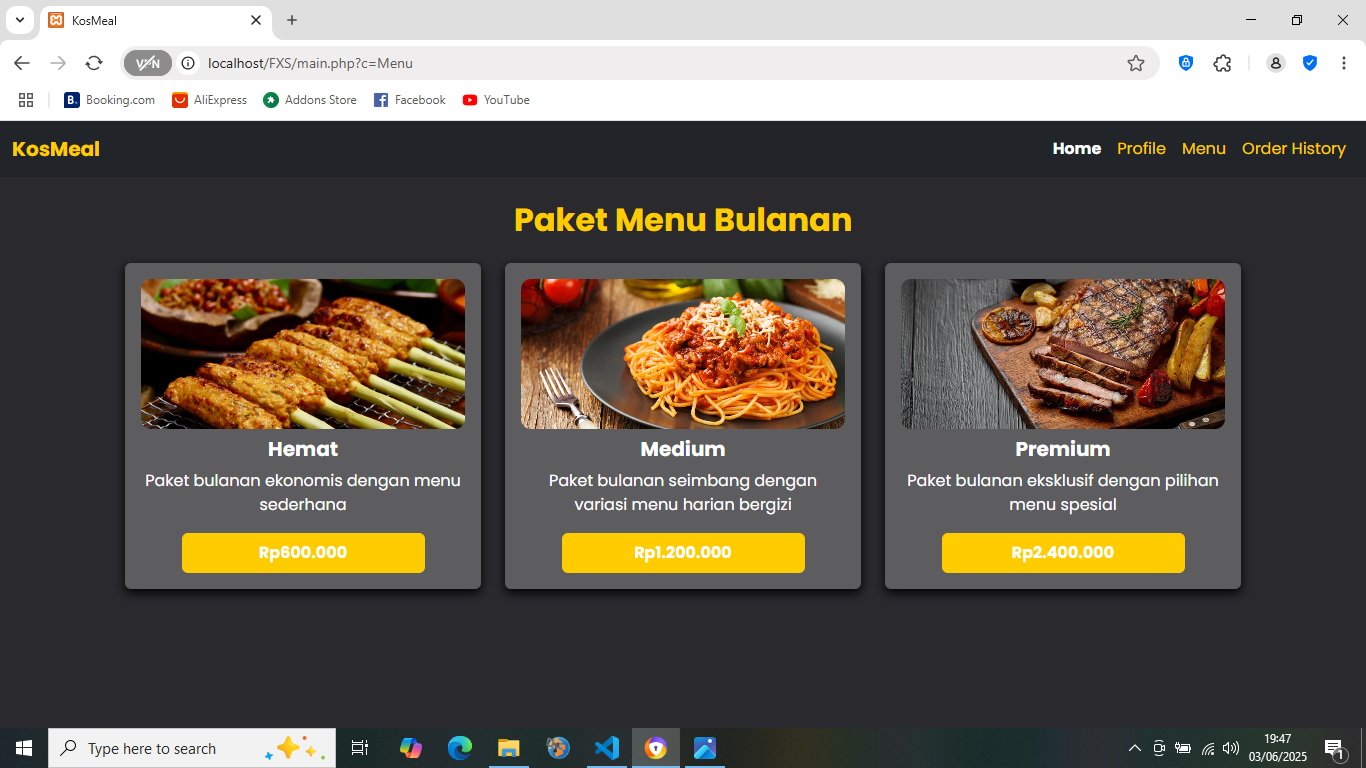 KosMeal
VPN
localhost/FXS/main.php?c=Menu
Booking.com
AliExpress
Addons Store
Facebook
YouTube
KosMeal
Home
Profile
Menu
Order History
Paket Menu Bulanan
Hemat
Paket bulanan ekonomis dengan menu
sederhana
Rp600.000
Medium
Paket bulanan seimbang dengan
variasi menu harian bergizi
Rp1.200.000
Premium
Paket bulanan eksklusif dengan pilihan
menu spesial
Rp2.400.000
Type here to search
19:47
03/06/2025
1